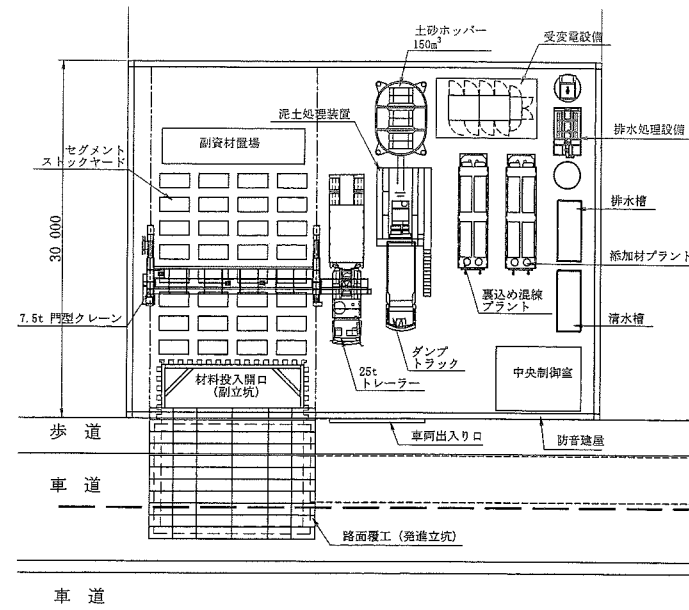 土砂ホッパー
150m³
受変電設備
泥土処理装置
排水処理設備
セグメント
ストックヤード
副資材置場
排水槽
30 000
添加材プラント
裏込め混練
プラント
清水槽
7.5t 門型クレーン
ダンプ
トラック
25t
トレーラー
中央制御室
材料投入開口
(副立坑)
歩道
車両出入り口
防音建屋
車道
路面覆工 (発進立坑)
車道